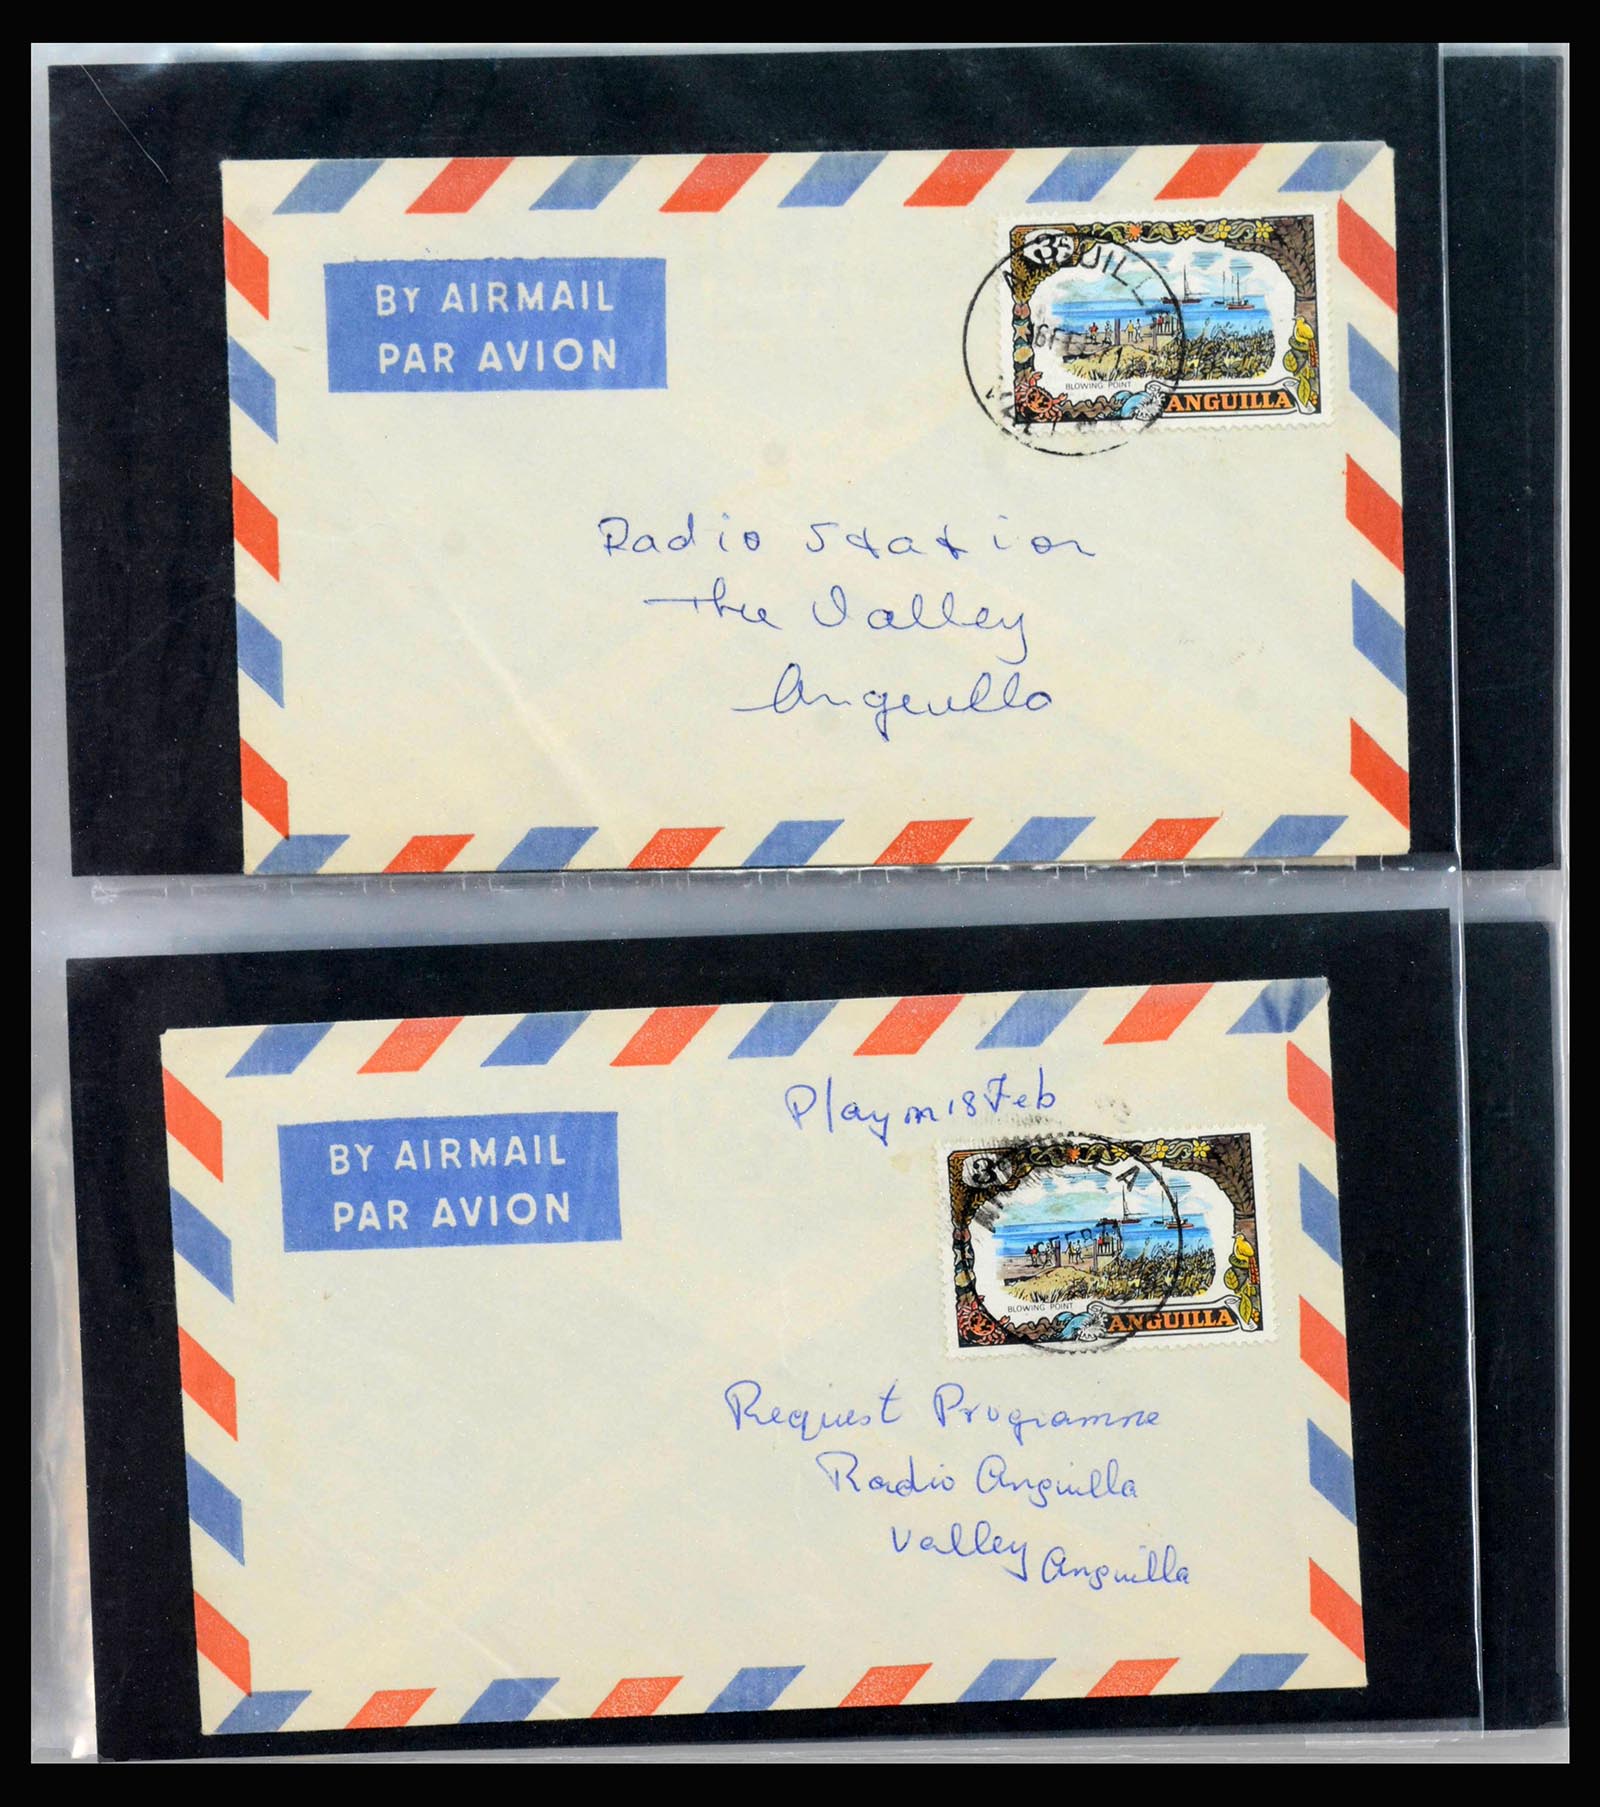 BY AIRMAIL
PAR AVION
3c
BLOWING POINT
ANGUILLA
Radio Station
The Valley
Anguilla
Play on 18 Feb
BY AIRMAIL
PAR AVION
BLOWING POINT
ANGUILLA
Request Programme
Radio Anguilla
Valley
Anguilla